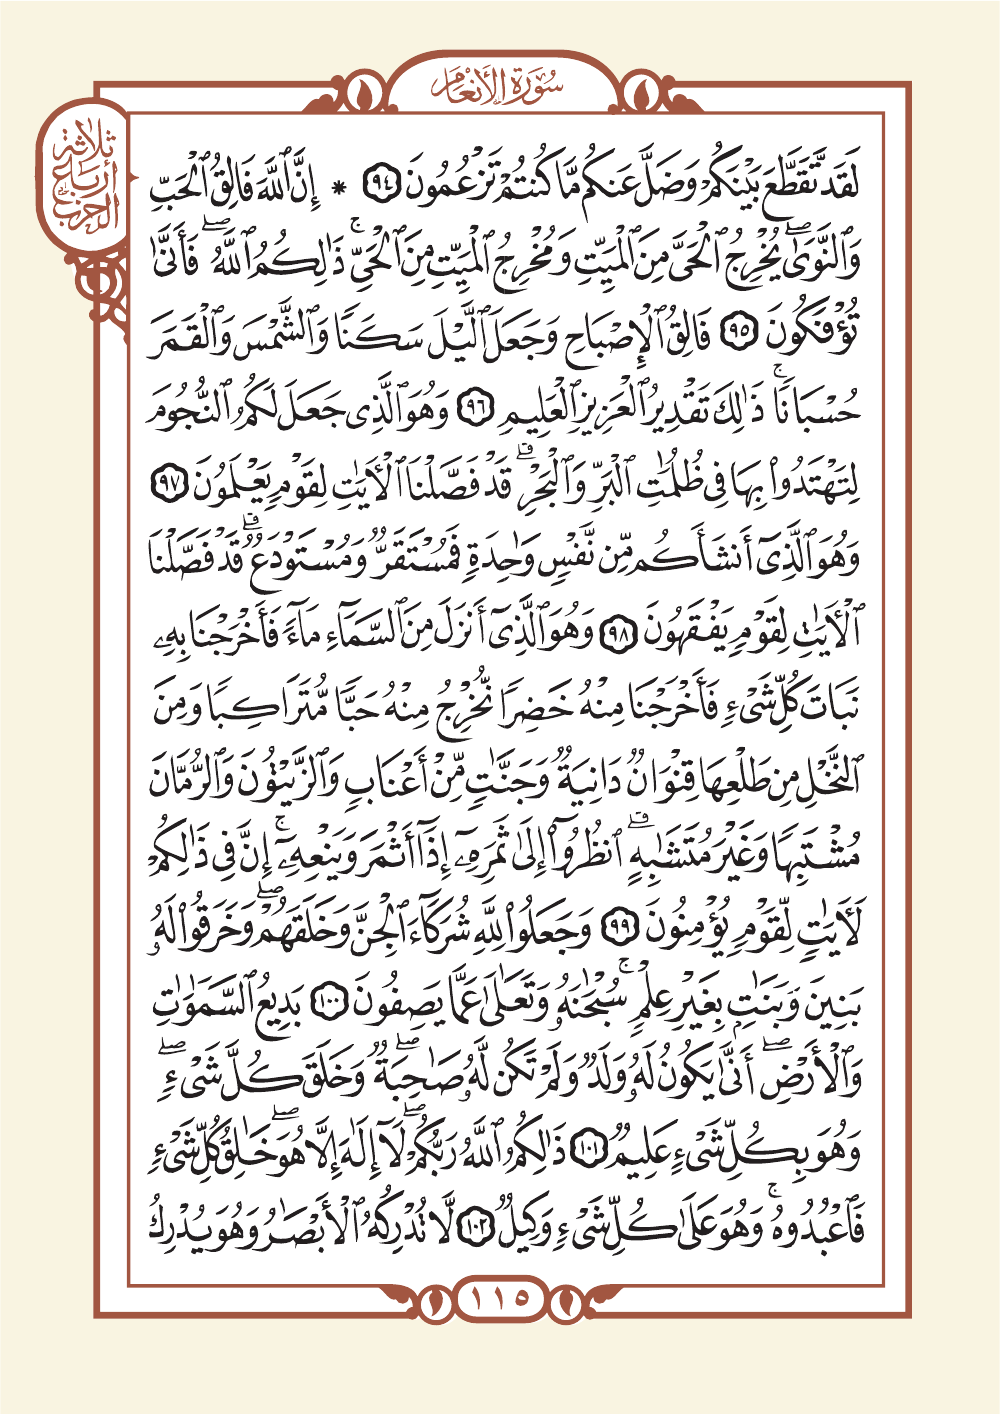 سُورَةُ الأَنْعَامِ
ثلاثة
أرباع
الحزب
لَقَد تَّقَطَّعَ بَيْنَكُمْ وَضَلَّ عَنكُم مَّا كُنتُمْ تَزْعُمُونَ ٩٤ * إِنَّ ٱللَّهَ فَالِقُ ٱلْحَبِّ
وَٱلنَّوَىٰۖ يُخْرِجُ ٱلْحَىَّ مِنَ ٱلْمَيِّتِ وَمُخْرِجُ ٱلْمَيِّتِ مِنَ ٱلْحَىِّۚ ذَٰلِكُمُ ٱللَّهُۖ فَأَنَّىٰ
تُؤْفَكُونَ ٩٥ فَالِقُ ٱلْإِصْبَاحِ وَجَعَلَ ٱلَّيْلَ سَكَنًا وَٱلشَّمْسَ وَٱلْقَمَرَ
حُسْبَانًاۚ ذَٰلِكَ تَقْدِيرُ ٱلْعَزِيزِ ٱلْعَلِيمِ ٩٦ وَهُوَ ٱلَّذِى جَعَلَ لَكُمُ ٱلنُّجُومَ
لِتَهْتَدُوا۟ بِهَا فِى ظُلُمَٰتِ ٱلْبَرِّ وَٱلْبَحْرِۗ قَدْ فَصَّلْنَا ٱلْءَايَٰتِ لِقَوْمٍ يَعْلَمُونَ ٩٧
وَهُوَ ٱلَّذِىٓ أَنشَأَكُم مِّن نَّفْسٍ وَٰحِدَةٍ فَمُسْتَقَرٌّ وَمُسْتَوْدَعٌۗ قَدْ فَصَّلْنَا
ٱلْءَايَٰتِ لِقَوْمٍ يَفْقَهُونَ ٩٨ وَهُوَ ٱلَّذِىٓ أَنزَلَ مِنَ ٱلسَّمَآءِ مَآءً فَأَخْرَجْنَا بِهِۦ
نَبَاتَ كُلِّ شَىْءٍ فَأَخْرَجْنَا مِنْهُ خَضِرًا نُّخْرِجُ مِنْهُ حَبًّا مُّتَرَاكِبًا وَمِنَ
ٱلنَّخْلِ مِن طَلْعِهَا قِنْوَانٌ دَانِيَةٌ وَجَنَّٰتٍ مِّنْ أَعْنَابٍ وَٱلزَّيْتُونَ وَٱلرُّمَّانَ
مُشْتَبِهًا وَغَيْرَ مُتَشَٰبِهٍۗ ٱنظُرُوٓا۟ إِلَىٰ ثَمَرِهِۦٓ إِذَآ أَثْمَرَ وَيَنْعِهِۦٓۚ إِنَّ فِى ذَٰلِكُمْ
لَءَايَٰتٍ لِّقَوْمٍ يُؤْمِنُونَ ٩٩ وَجَعَلُوا۟ لِلَّهِ شُرَكَآءَ ٱلْجِنَّ وَخَلَقَهُمْۖ وَخَرَقُوا۟ لَهُۥ
بَنِينَ وَبَنَٰتٍۭ بِغَيْرِ عِلْمٍۚ سُبْحَٰنَهُۥ وَتَعَٰلَىٰ عَمَّا يَصِفُونَ ١٠٠ بَدِيعُ ٱلسَّمَٰوَٰتِ
وَٱلْأَرْضِۖ أَنَّىٰ يَكُونُ لَهُۥ وَلَدٌ وَلَمْ تَكُن لَّهُۥ صَٰحِبَةٌۖ وَخَلَقَ كُلَّ شَىْءٍۖ
وَهُوَ بِكُلِّ شَىْءٍ عَلِيمٌ ١٠١ ذَٰلِكُمُ ٱللَّهُ رَبُّكُمْۖ لَآ إِلَٰهَ إِلَّا هُوَۖ خَٰلِقُ كُلِّ شَىْءٍ
فَٱعْبُدُوهُۚ وَهُوَ عَلَىٰ كُلِّ شَىْءٍ وَكِيلٌ ١٠٢ لَّا تُدْرِكُهُ ٱلْأَبْصَٰرُ وَهُوَ يُدْرِكُ
١١٥